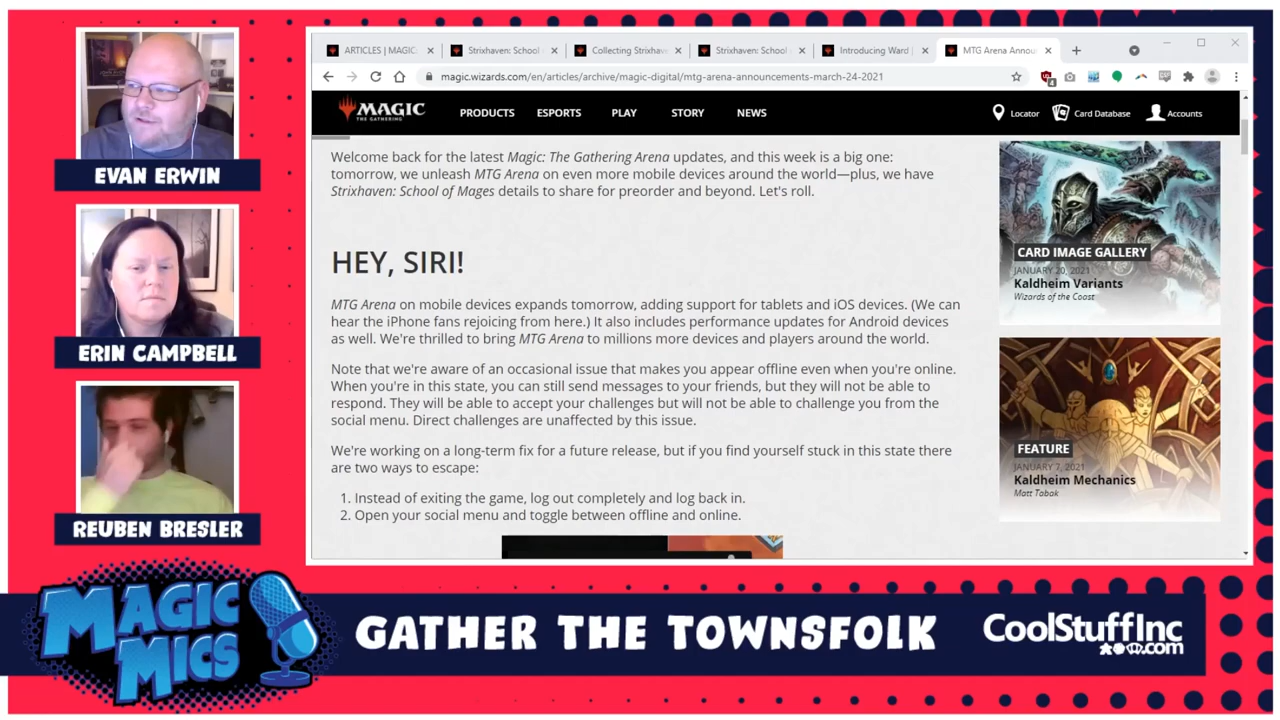 EVAN ERWIN
ERIN CAMPBELL
REUBEN BRESLER
ARTICLES | MAGIC:
Strixhaven: School o
Collecting Strixhave
Strixhaven: School o
Introducing Ward |
MTG Arena Annou
magic.wizards.com/en/articles/archive/magic-digital/mtg-arena-announcements-march-24-2021
MAGIC
THE GATHERING
PRODUCTS
ESPORTS
PLAY
STORY
NEWS
Locator
Card Database
Accounts
Welcome back for the latest Magic: The Gathering Arena updates, and this week is a big one:
tomorrow, we unleash MTG Arena on even more mobile devices around the world—plus, we have
Strixhaven: School of Mages details to share for preorder and beyond. Let's roll.
HEY, SIRI!
MTG Arena on mobile devices expands tomorrow, adding support for tablets and iOS devices. (We can
hear the iPhone fans rejoicing from here.) It also includes performance updates for Android devices
as well. We're thrilled to bring MTG Arena to millions more devices and players around the world.
Note that we're aware of an occasional issue that makes you appear offline even when you're online.
When you're in this state, you can still send messages to your friends, but they will not be able to
respond. They will be able to accept your challenges but will not be able to challenge you from the
social menu. Direct challenges are unaffected by this issue.
We're working on a long-term fix for a future release, but if you find yourself stuck in this state there
are two ways to escape:
1. Instead of exiting the game, log out completely and log back in.
2. Open your social menu and toggle between offline and online.
CARD IMAGE GALLERY
JANUARY 20, 2021
Kaldheim Variants
Wizards of the Coast
FEATURE
JANUARY 7, 2021
Kaldheim Mechanics
Matt Tabak
MAGIC
MICS
GATHER THE TOWNSFOLK
CoolStuffInc
.com